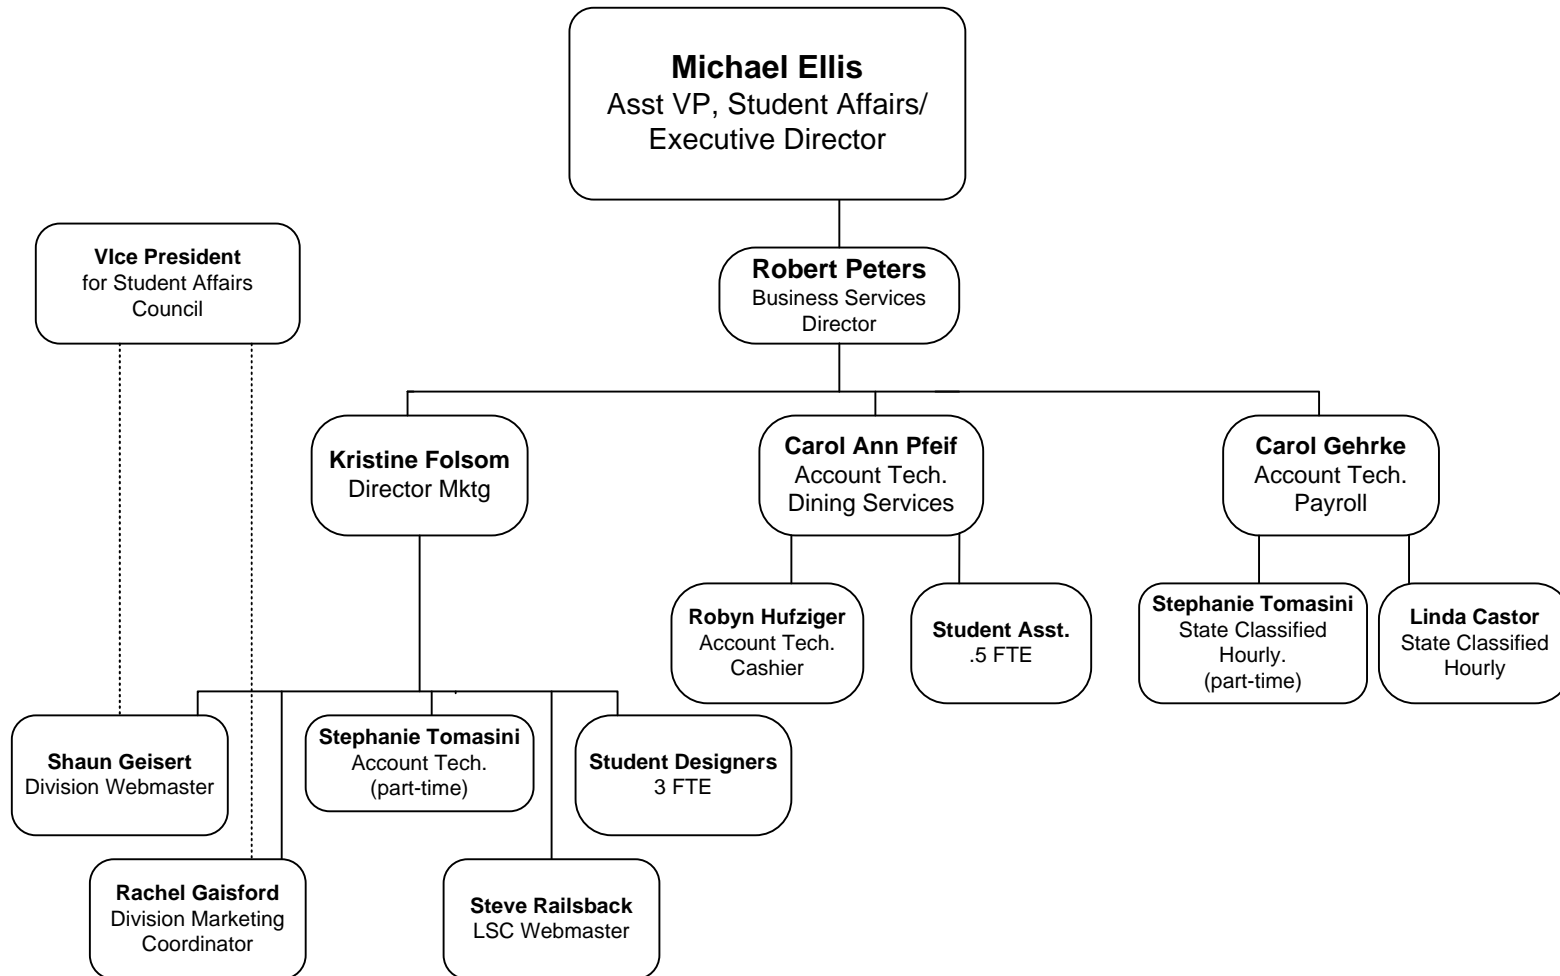 Michael Ellis
Asst VP, Student Affairs/
Executive Director
VIce President
for Student Affairs
Council
Robert Peters
Business Services
Director
Kristine Folsom
Director Mktg
Carol Ann Pfeif
Account Tech.
Dining Services
Carol Gehrke
Account Tech.
Payroll
Robyn Hufziger
Account Tech.
Cashier
Student Asst.
.5 FTE
Stephanie Tomasini
State Classified
Hourly.
(part-time)
Linda Castor
State Classified
Hourly
Shaun Geisert
Division Webmaster
Stephanie Tomasini
Account Tech.
(part-time)
Student Designers
3 FTE
Rachel Gaisford
Division Marketing
Coordinator
Steve Railsback
LSC Webmaster